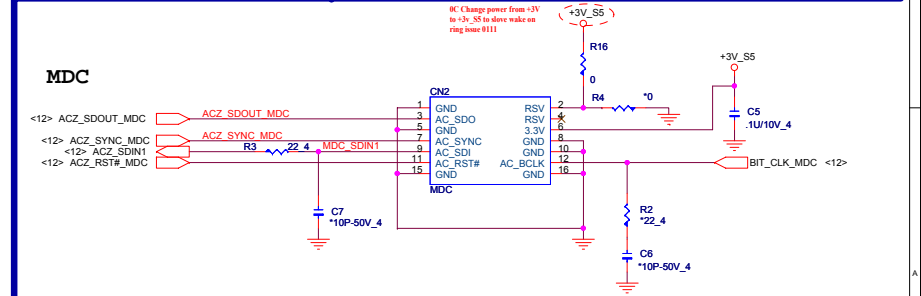 0C Change power from +3V
to +3v_S5 to slove wake on
ring issue 0111
+3V_S5
R16
0
+3V_S5
MDC
CN2
R4
*0
C5
.1U/10V_4
<12> ACZ_SDOUT_MDC
ACZ_SDOUT_MDC
1
GND
RSV
2
3
AC_SDO
RSV
4
5
GND
3.3V
6
<12> ACZ_SYNC_MDC
ACZ_SYNC_MDC
7
AC_SYNC
GND
8
<12> ACZ_SDIN1
R3
22_4
MDC_SDIN1
9
AC_SDI
GND
10
<12> ACZ_RST#_MDC
11
AC_RST#
AC_BCLK
12
BIT_CLK_MDC <12>
15
GND
GND
16
MDC
C7
*10P-50V_4
R2
*22_4
C6
*10P-50V_4
A